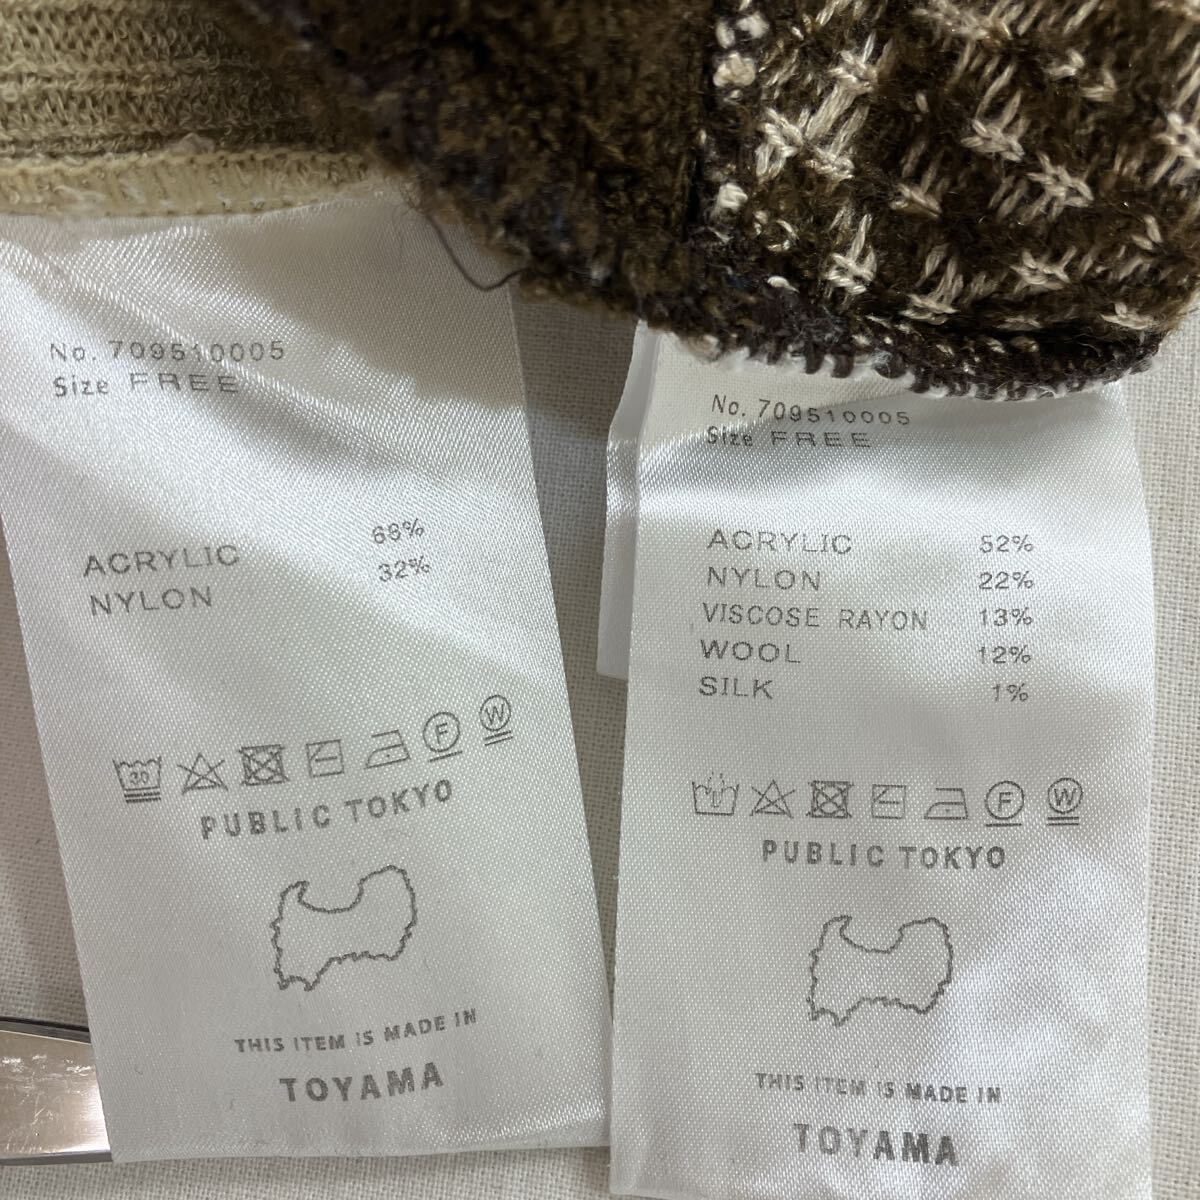 No. 709510005
Size FREE
ACRYLIC 68%
NYLON 32%
30 F W
PUBLIC TOKYO
THIS ITEM IS MADE IN
TOYAMA
No. 709510005
Size FREE
ACRYLIC 52%
NYLON 22%
VISCOSE RAYON 13%
WOOL 12%
SILK 1%
F W
PUBLIC TOKYO
THIS ITEM IS MADE IN
TOYAMA